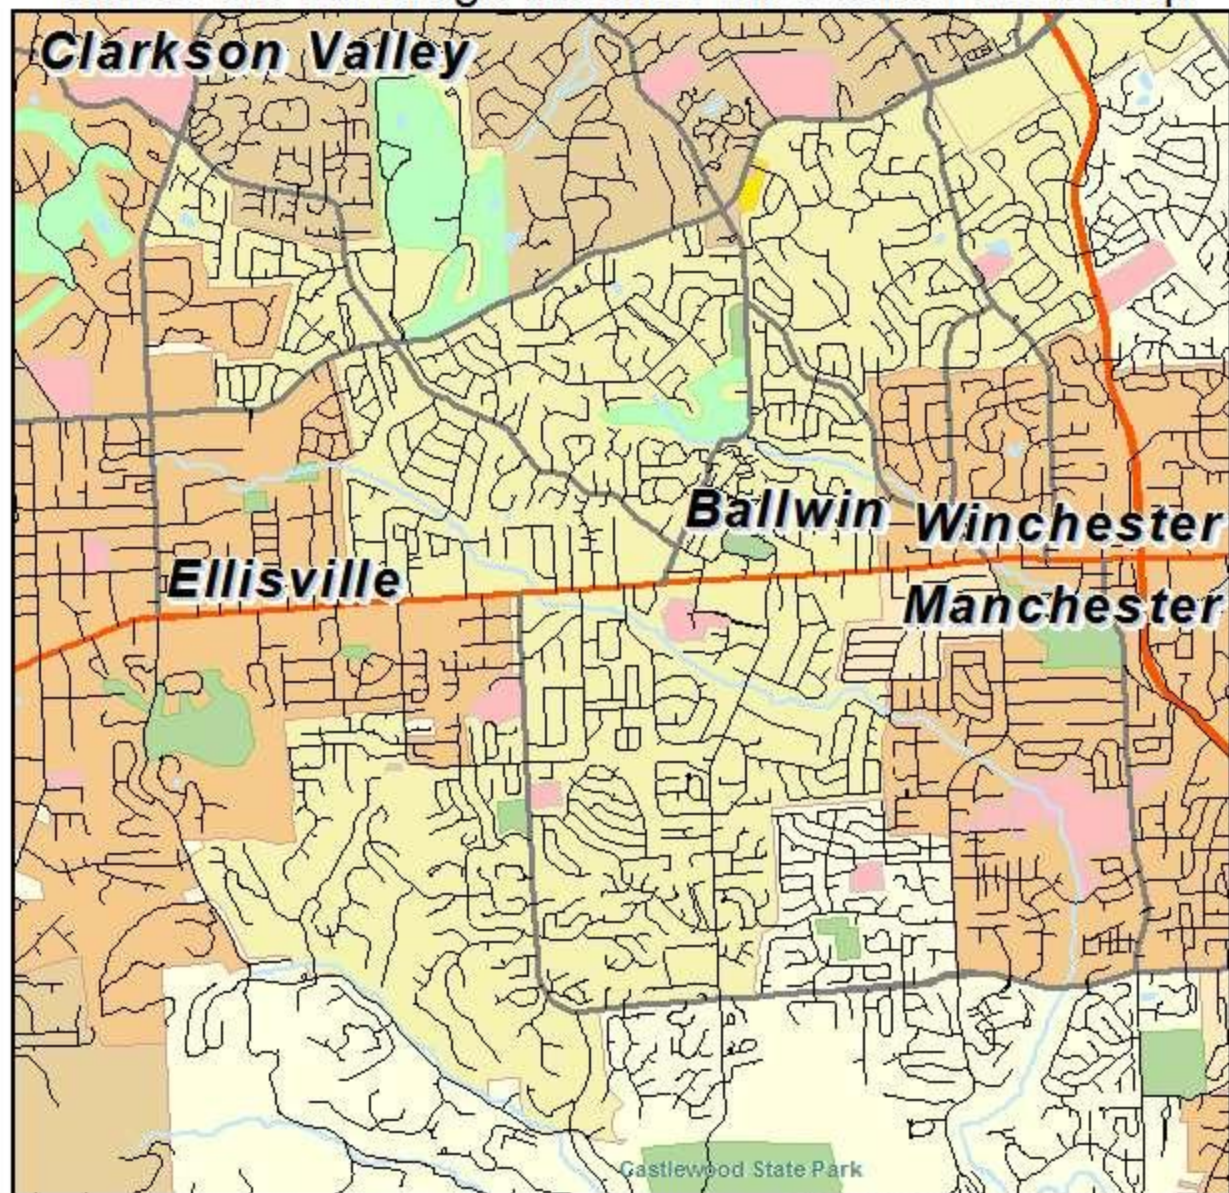 Clarkson Valley
Ballwin
Winchester
Ellisville
Manchester
Castlewood State Park